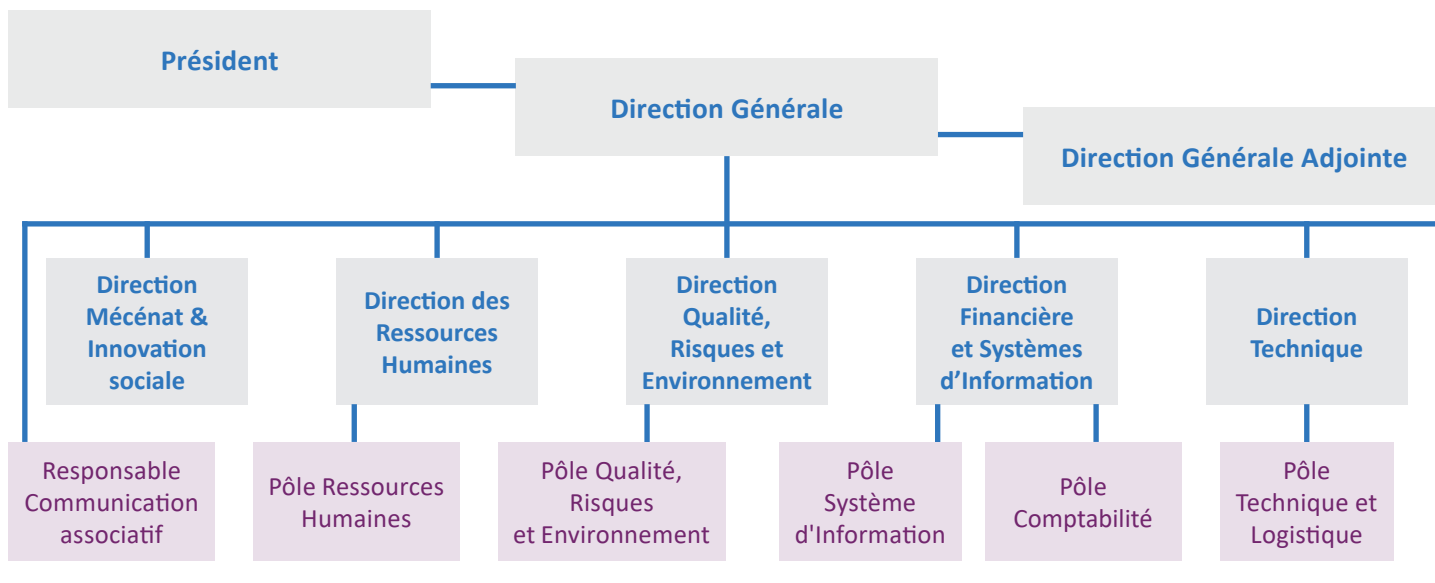 Président
Direction Générale
Direction Générale Adjointe
Direction
Mécénat &
Innovation
sociale
Direction des
Ressources
Humaines
Direction
Qualité,
Risques et
Environnement
Direction
Financière
et Systèmes
d’Information
Direction
Technique
Responsable
Communication
associatif
Pôle Ressources
Humaines
Pôle Qualité,
Risques
et Environnement
Pôle
Système
d'Information
Pôle
Comptabilité
Pôle
Technique et
Logistique